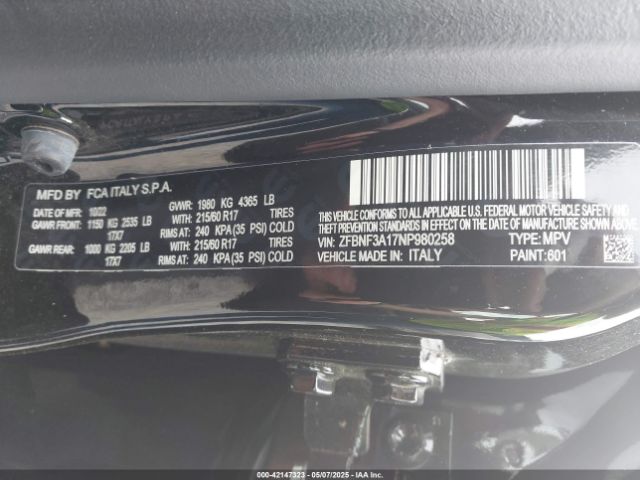 MFD BY FCA ITALY S.P.A.
DATE OF MFR: 10/22 GVWR: 1980 KG 4365 LB
GAWR FRONT: 1150 KG 2535 LB WITH: 215/60 R17 TIRES
17X7 RIMS AT: 240 KPA(35 PSI) COLD
GAWR REAR: 1000 KG 2205 LB WITH: 215/60 R17 TIRES
17X7 RIMS AT: 240 KPA(35 PSI) COLD
THIS VEHICLE CONFORMS TO ALL APPLICABLE
FEDERAL MOTOR VEHICLE SAFETY, BUMPER, AND
THEFT PREVENTION STANDARDS IN EFFECT
ON THE DATE OF MANUFACTURE SHOWN ABOVE
VIN: ZFBNF3A17NP980258 TYPE: MPV
VEHICLE MADE IN: ITALY PAINT: 601
000-42147323 - 05/07/2025 - IAAI.com